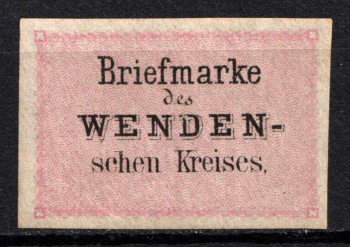 Briefmarke
des
WENDEN-
schen Kreises,